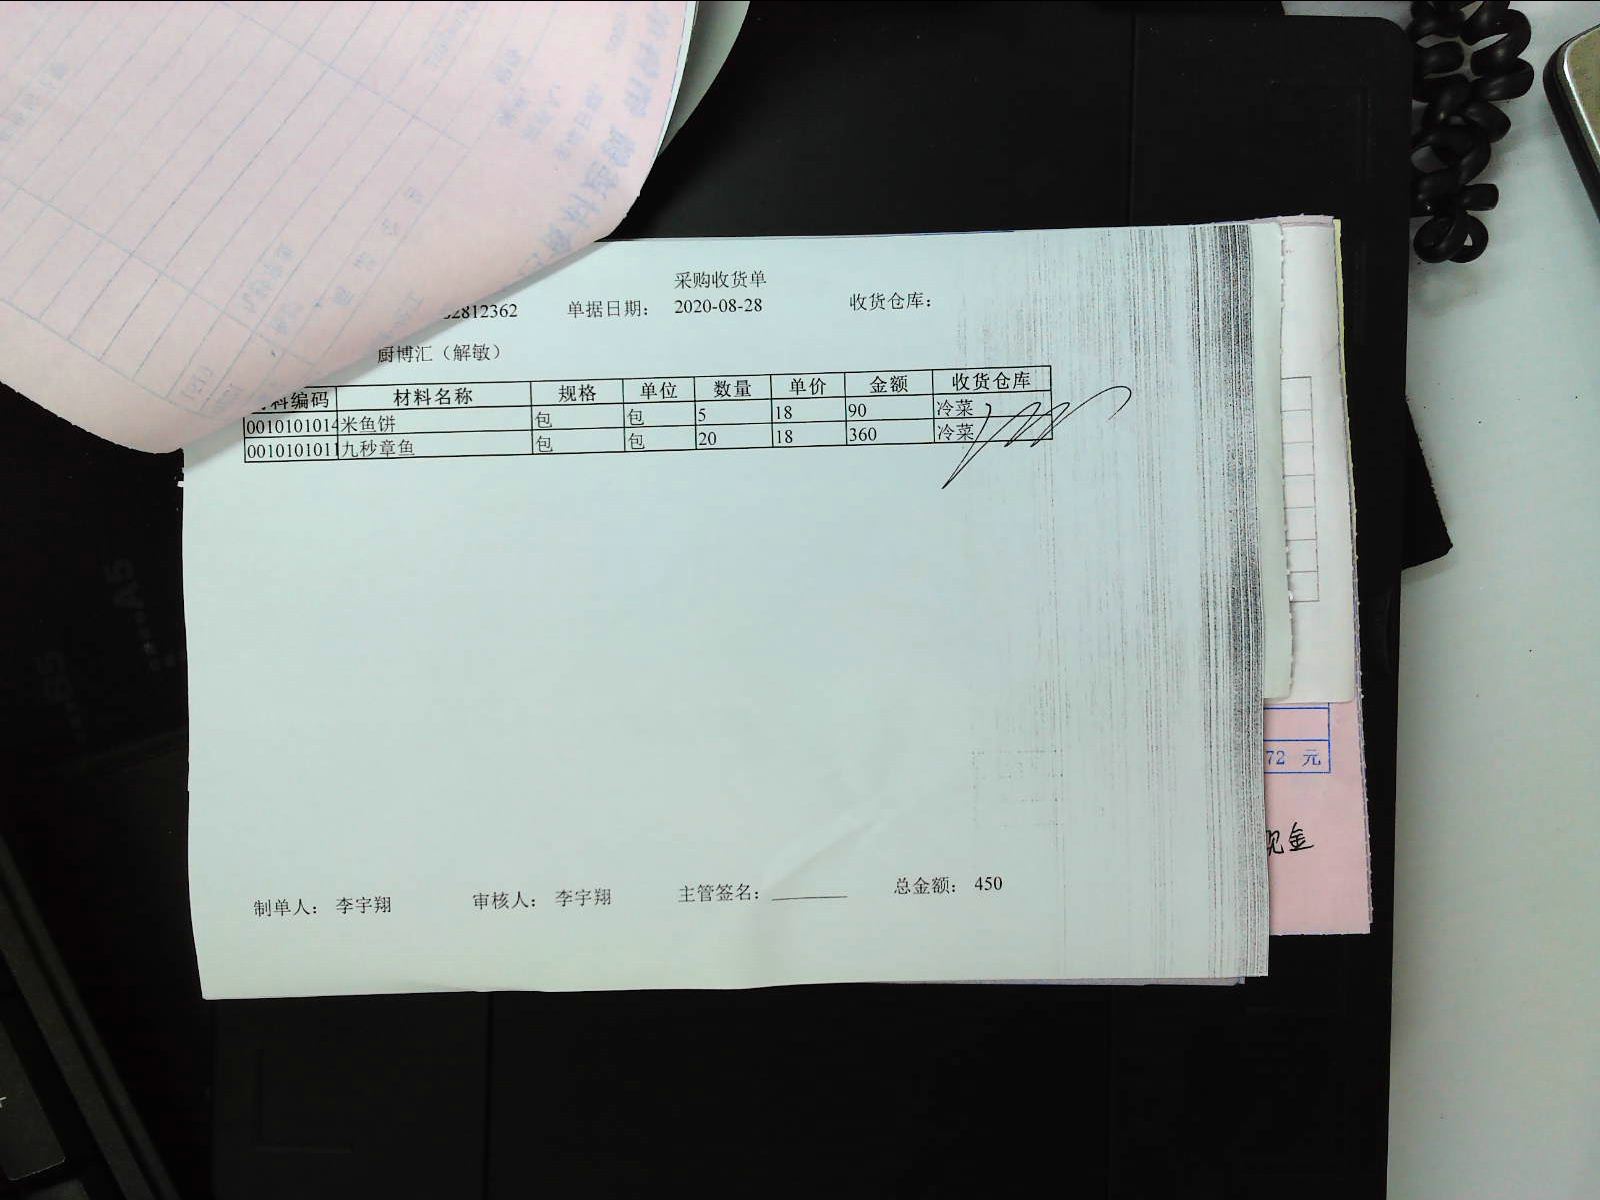 采购收货单
2812362 单据日期： 2020-08-28 收货仓库：
厨博汇（解敏）
料编码 材料名称 规格 单位 数量 单价 金额 收货仓库
0010101014 米鱼饼 包 包 5 18 90 冷菜
0010101011 九秒章鱼 包 包 20 18 360 冷菜
72 元
现金
制单人： 李宇翔 审核人： 李宇翔 主管签名： 总金额： 450
A5
B5